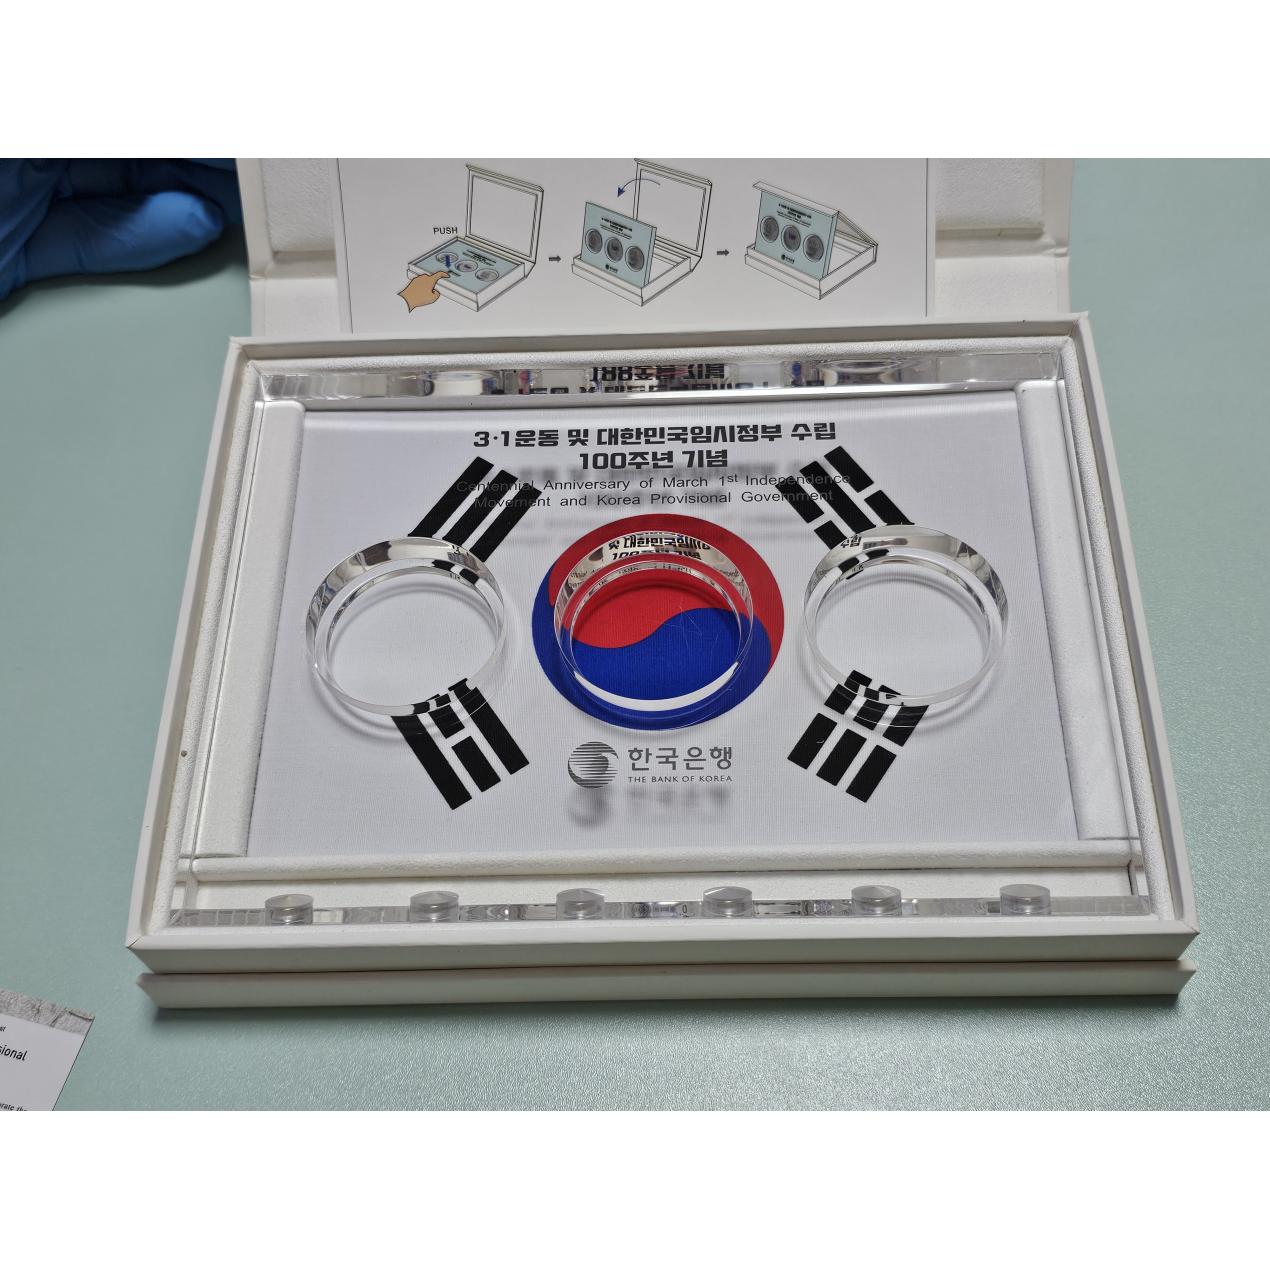 PUSH
3·1운동 및 대한민국임시정부 수립
100주년 기념
Centennial Anniversary of March 1st Independence
Movement and Korea Provisional Government
한국은행
THE BANK OF KOREA
sional